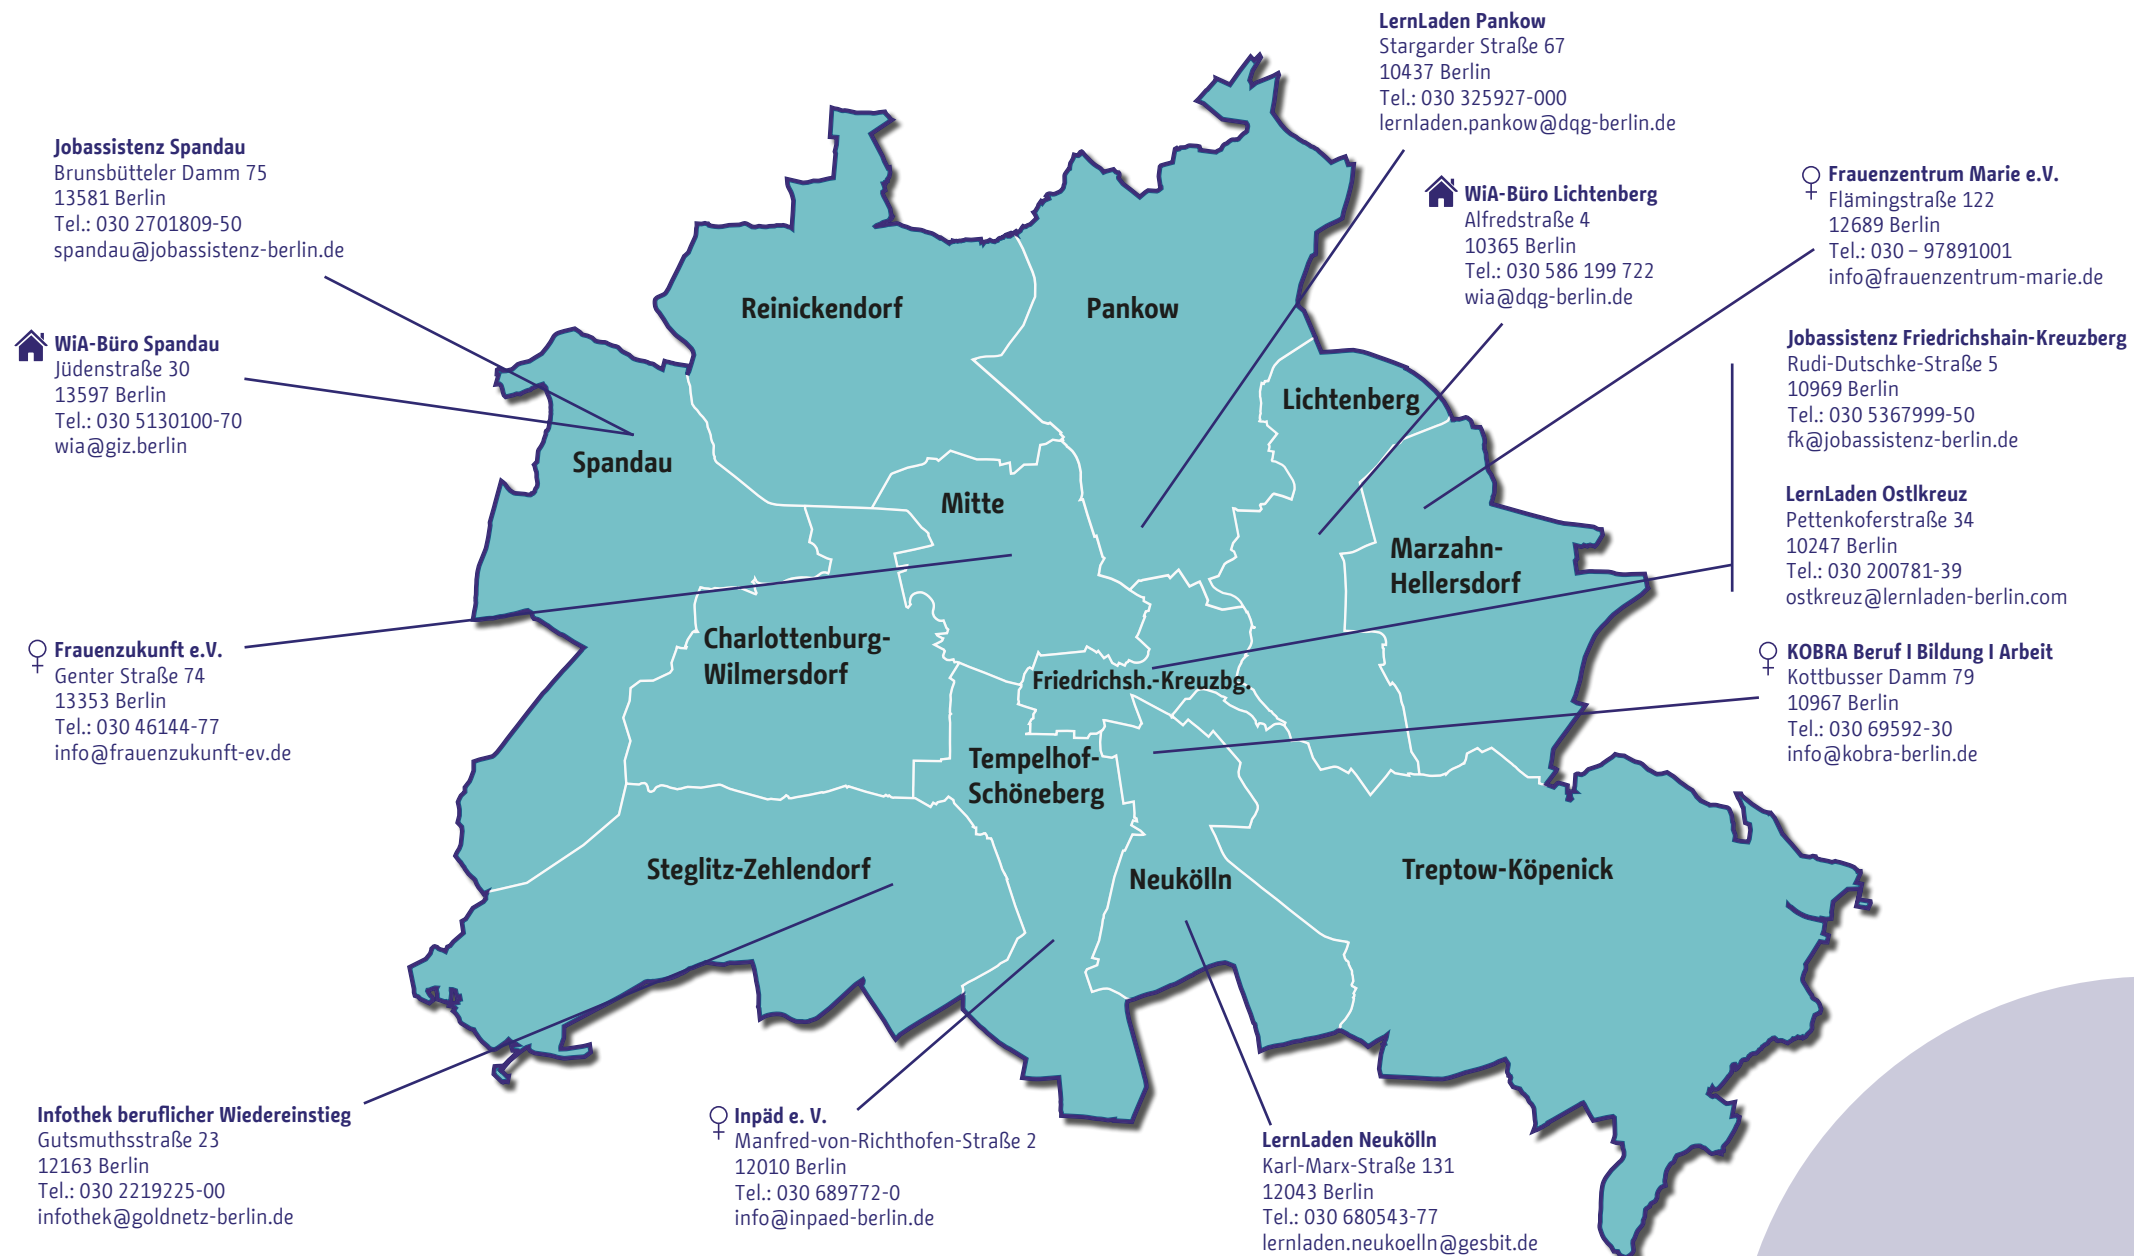 LernLaden Pankow
Stargarder Straße 67
10437 Berlin
Tel.: 030 325927-000
lernladen.pankow@dqg-berlin.de
Jobassistenz Spandau
Brunsbütteler Damm 75
13581 Berlin
Tel.: 030 2701809-50
spandau@jobassistenz-berlin.de
WiA-Büro Lichtenberg
Alfredstraße 4
10365 Berlin
Tel.: 030 586 199 722
wia@dqg-berlin.de
Frauenzentrum Marie e.V.
Flämingstraße 122
12689 Berlin
Tel.: 030 – 97891001
info@frauenzentrum-marie.de
WiA-Büro Spandau
Jüdenstraße 30
13597 Berlin
Tel.: 030 5130100-70
wia@giz.berlin
Jobassistenz Friedrichshain-Kreuzberg
Rudi-Dutschke-Straße 5
10969 Berlin
Tel.: 030 5367999-50
fk@jobassistenz-berlin.de
LernLaden Ostlkreuz
Pettenkoferstraße 34
10247 Berlin
Tel.: 030 200781-39
ostkreuz@lernladen-berlin.com
Reinickendorf
Pankow
Lichtenberg
Spandau
Mitte
Marzahn-
Hellersdorf
Charlottenburg-
Wilmersdorf
Friedrichsh.-Kreuzbg.
Tempelhof-
Schöneberg
Steglitz-Zehlendorf
Neukölln
Treptow-Köpenick
Frauenzukunft e.V.
Genter Straße 74
13353 Berlin
Tel.: 030 46144-77
info@frauenzukunft-ev.de
KOBRA Beruf I Bildung I Arbeit
Kottbusser Damm 79
10967 Berlin
Tel.: 030 69592-30
info@kobra-berlin.de
Infothek beruflicher Wiedereinstieg
Gutsmuthsstraße 23
12163 Berlin
Tel.: 030 2219225-00
infothek@goldnetz-berlin.de
Inpäd e. V.
Manfred-von-Richthofen-Straße 2
12010 Berlin
Tel.: 030 689772-0
info@inpaed-berlin.de
LernLaden Neukölln
Karl-Marx-Straße 131
12043 Berlin
Tel.: 030 680543-77
lernladen.neukoelln@gesbit.de